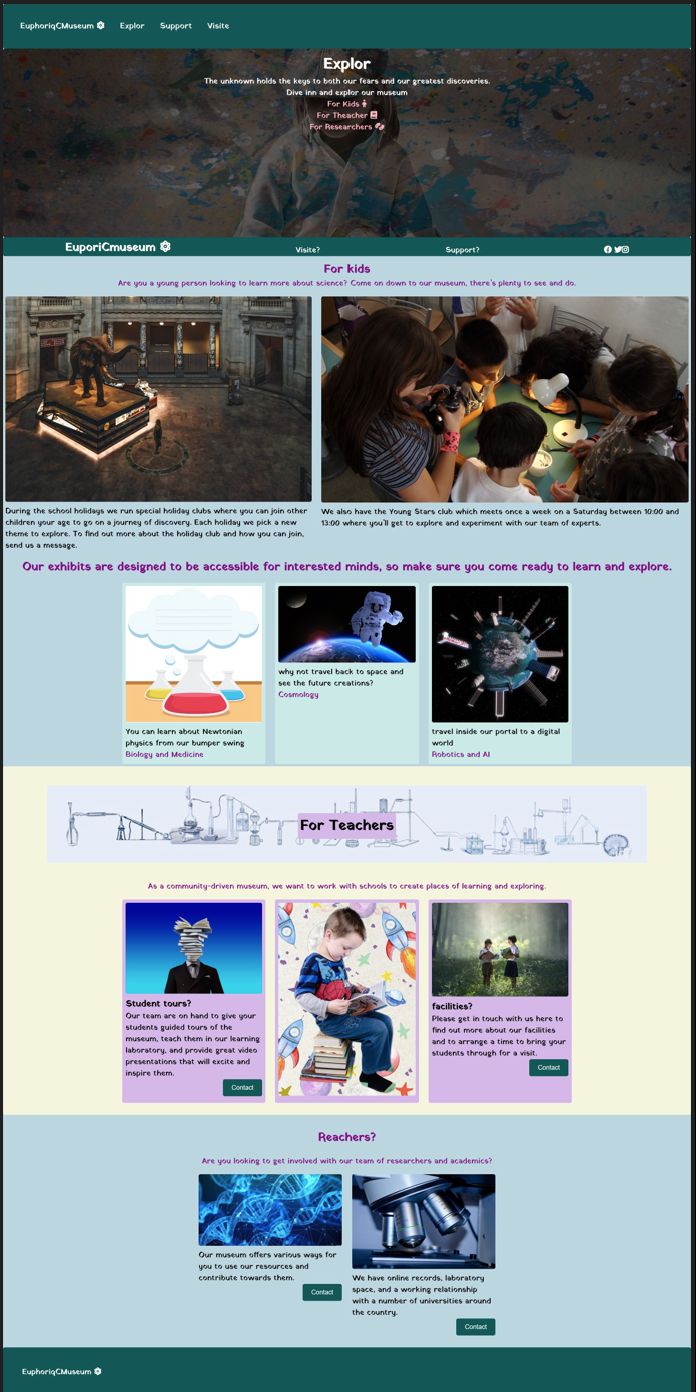 EuphoriqCMuseum Explor Support Visite
Explor
The unknown holds the keys to both our fears and our greatest discoveries.
Dive inn and explor our museum
For Kiids
For Theacher
For Researchers
EuporiCmuseum Visite? Support?
For kids
Are you a young person looking to learn more about science? Come on down to our museum, there's plenty to see and do.
During the school holidays we run special holiday clubs where you can join other
children your age to go on a journey of discovery. Each holiday we pick a new
theme to explore. To find out more about the holiday club and how you can join,
send us a message.
We also have the Young Stars club which meets once a week on a Saturday between 10:00 and
13:00 where you'll get to explore and experiment with our team of experts.
Our exhibits are designed to be accessible for interested minds, so make sure you come ready to learn and explore.
You can learn about Newtonian
physics from our bumper swing
Biology and Medicine
why not travel back to space and
see the future creations?
Cosmology
travel inside our portal to a digital
world
Robotics and AI
For Teachers
As a community-driven museum, we want to work with schools to create places of learning and exploring.
Student tours?
Our team are on hand to give your
students guided tours of the
museum, teach them in our learning
laboratory, and provide great video
presentations that will excite and
inspire them.
Contact
facilities?
Please get in touch with us here to
find out more about our facilities
and to arrange a time to bring your
students through for a visit.
Contact
Reachers?
Are you looking to get involved with our team of researchers and academics?
Our museum offers various ways for
you to use our resources and
contribute towards them.
Contact
We have online records, laboratory
space, and a working relationship
with a number of universities around
the country.
Contact
EuphoriqCMuseum